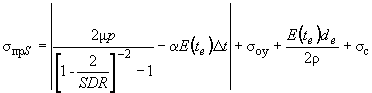 σ_прS = | 2μp / ([1 - 2/SDR]^−2 − 1) − αE(t_e)Δt | + σ_оу + E(t_e)d_e / 2ρ + σ_c